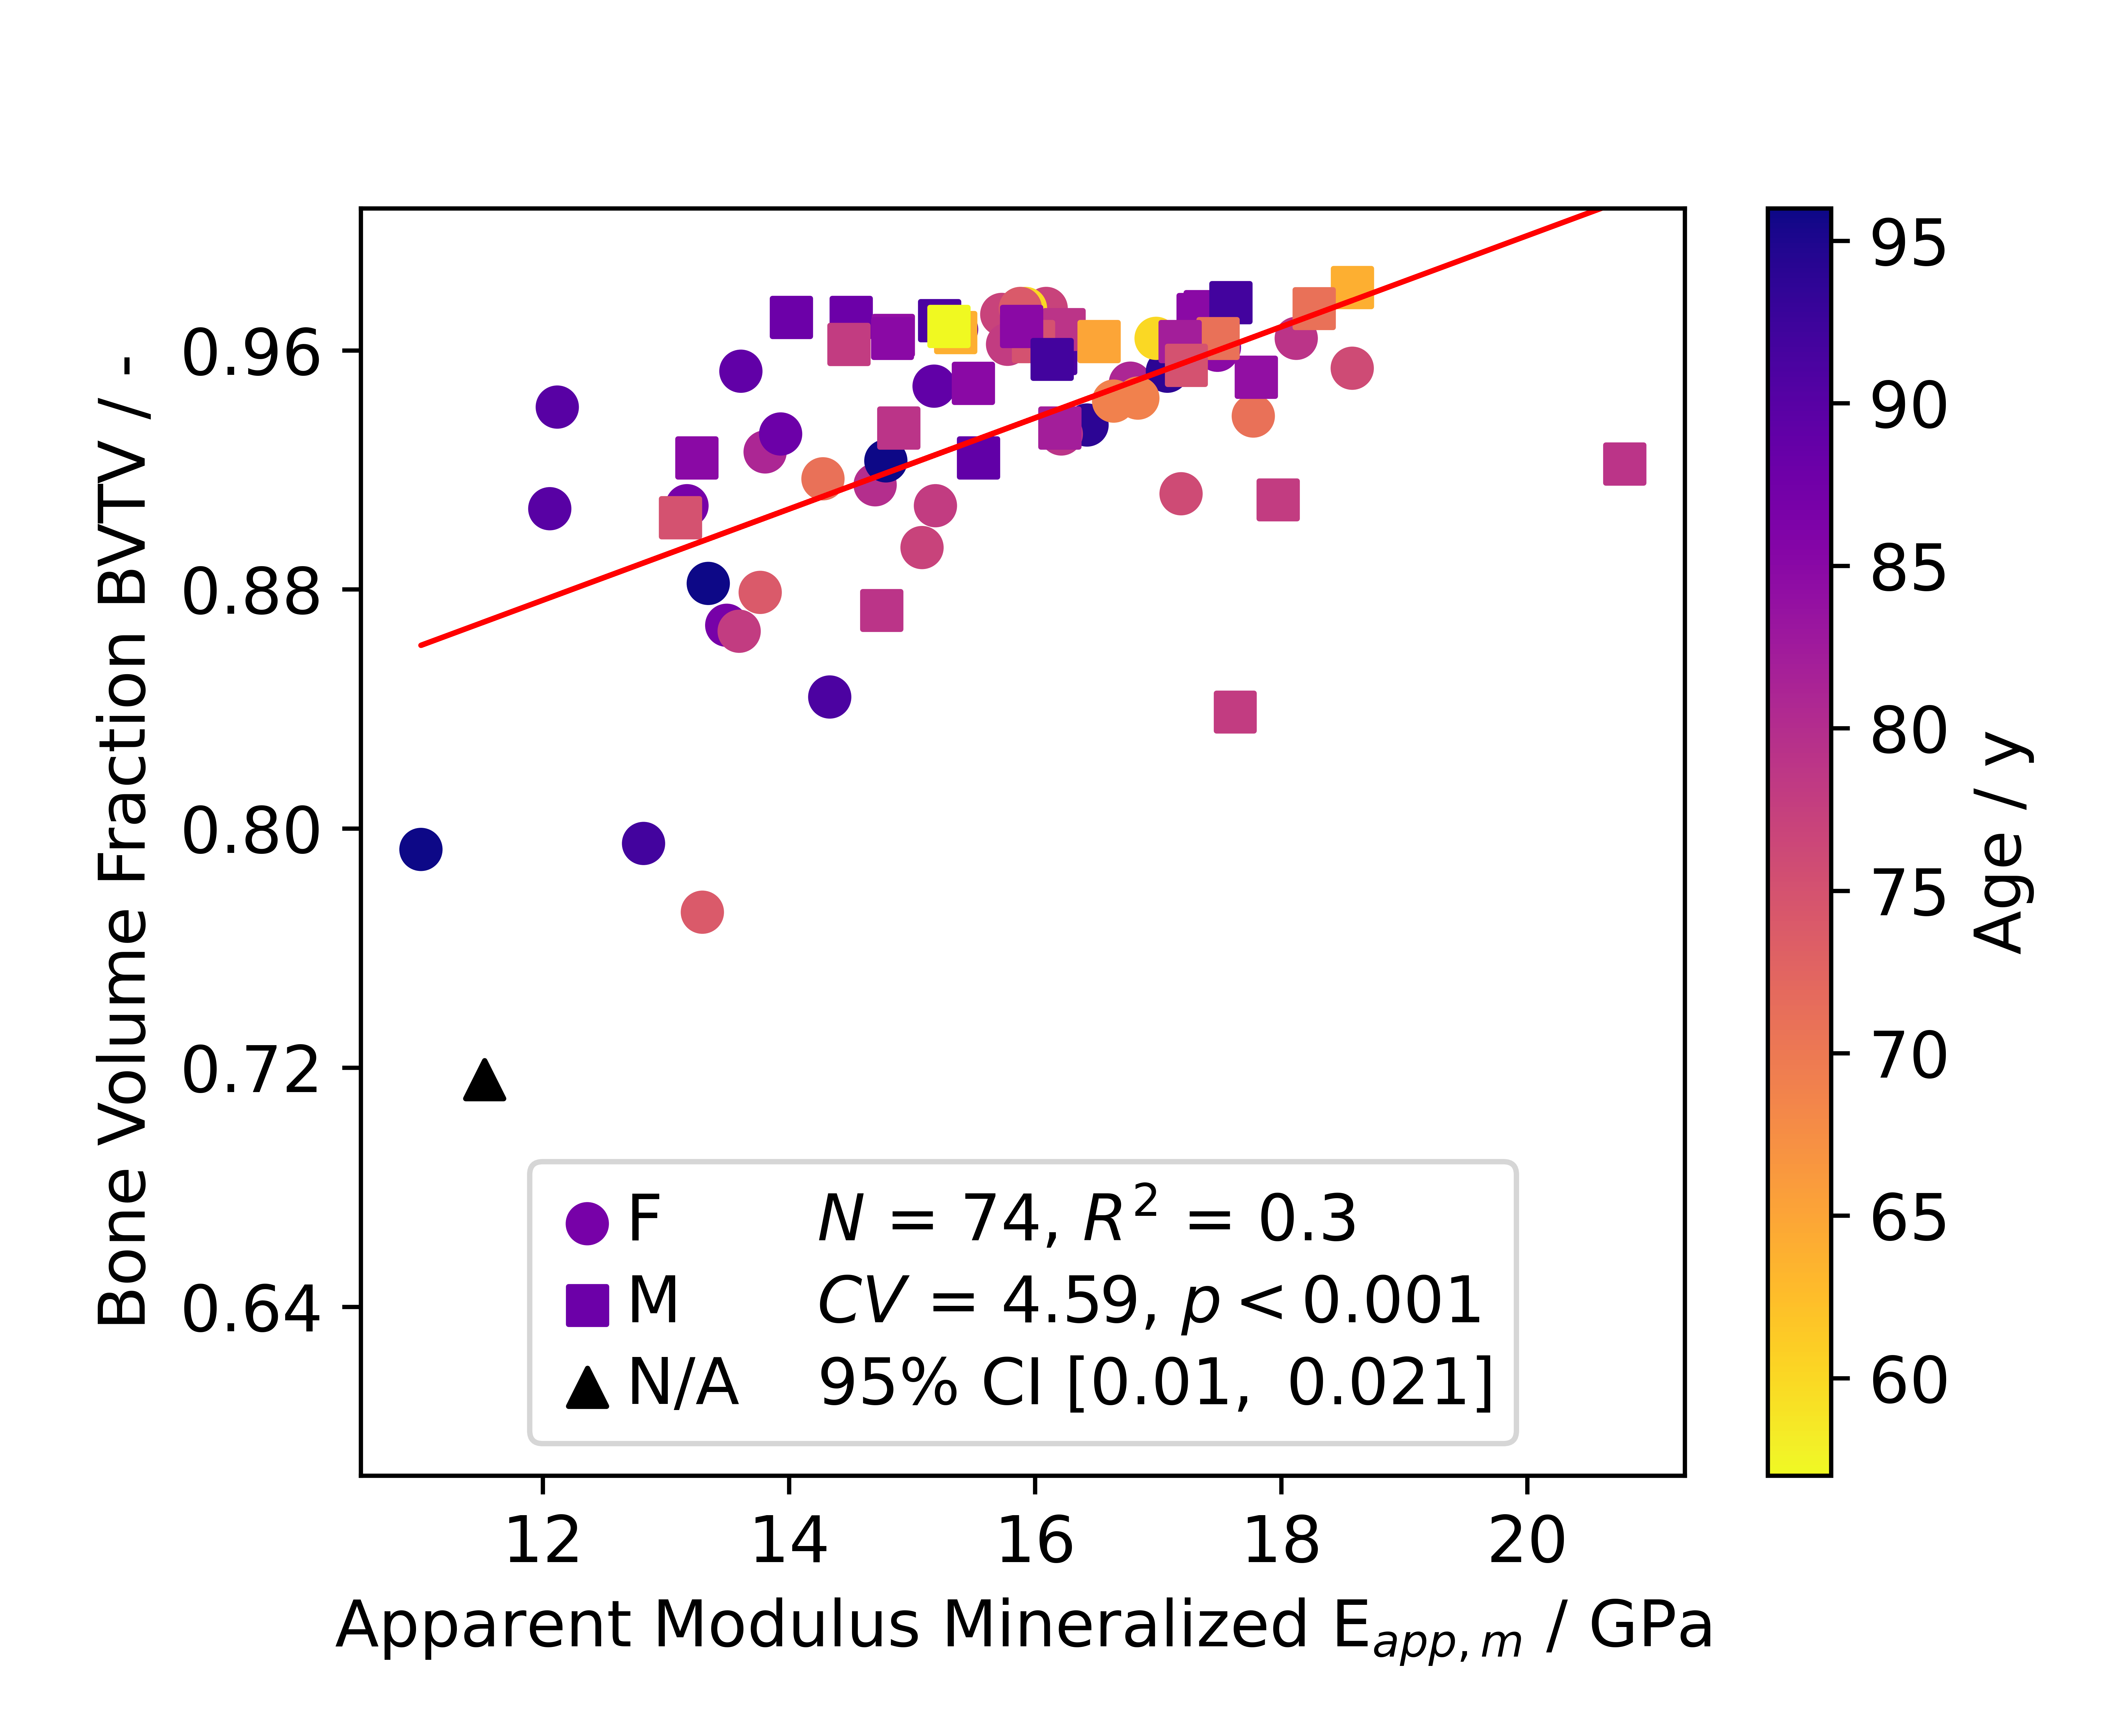 Bone Volume Fraction BVTV / -
0.96
0.88
0.80
0.72
0.64
F
M
N/A
N = 74, R² = 0.3
CV = 4.59, p < 0.001
95% CI [0.01, 0.021]
12 14 16 18 20
Apparent Modulus Mineralized E_app,m / GPa
95
90
85
80
75
70
65
60
Age / y